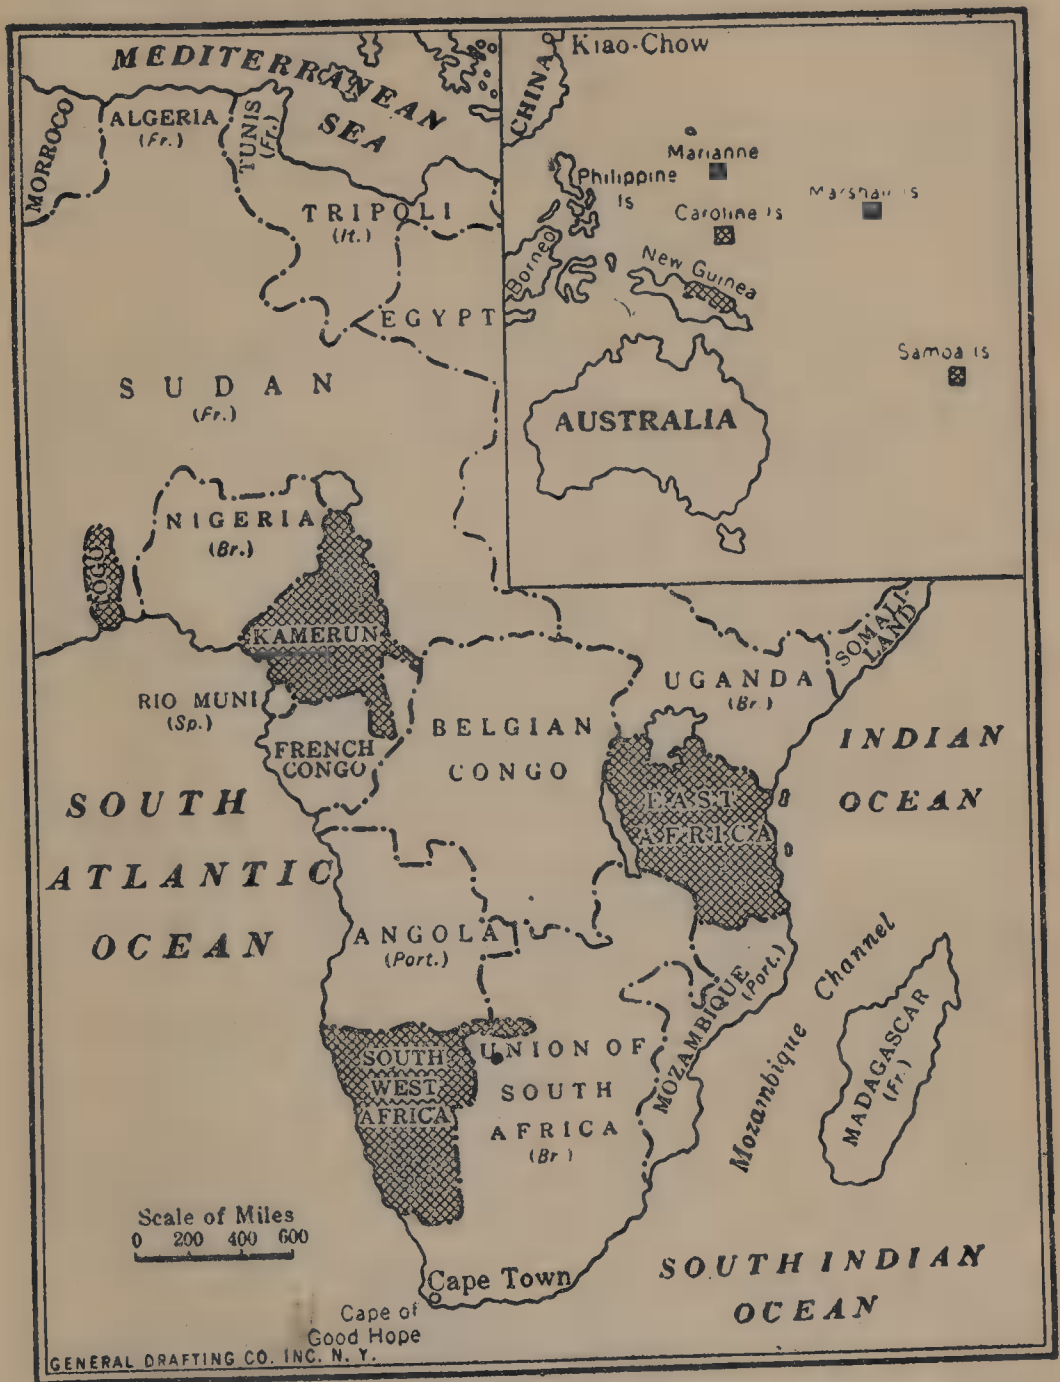 MEDITERRANEAN
SEA
MORROCO
ALGERIA
(Fr.)
TUNIS
(Fr.)
TRIPOLI
(It.)
EGYPT
SUDAN
(Fr.)
NIGERIA
(Br.)
TOGO
KAMERUN
RIO MUNI
(Sp.)
FRENCH
CONGO
BELGIAN
CONGO
UGANDA
(Br.)
SOMALI-
LAND
INDIAN
OCEAN
EAST
AFRICA
SOUTH
ATLANTIC
OCEAN
ANGOLA
(Port.)
SOUTH
WEST
AFRICA
UNION OF
SOUTH
AFRICA
(Br.)
MOZAMBIQUE
(Port.)
Mozambique Channel
MADAGASCAR
(Fr.)
Scale of Miles
0 200 400 600
Cape Town
Cape of
Good Hope
SOUTH INDIAN
OCEAN
GENERAL DRAFTING CO. INC. N. Y.
Kiao-Chow
CHINA
Marianne
Philippine
Is
Marshall Is
Caroline Is
Borneo
New Guinea
Samoa Is
AUSTRALIA